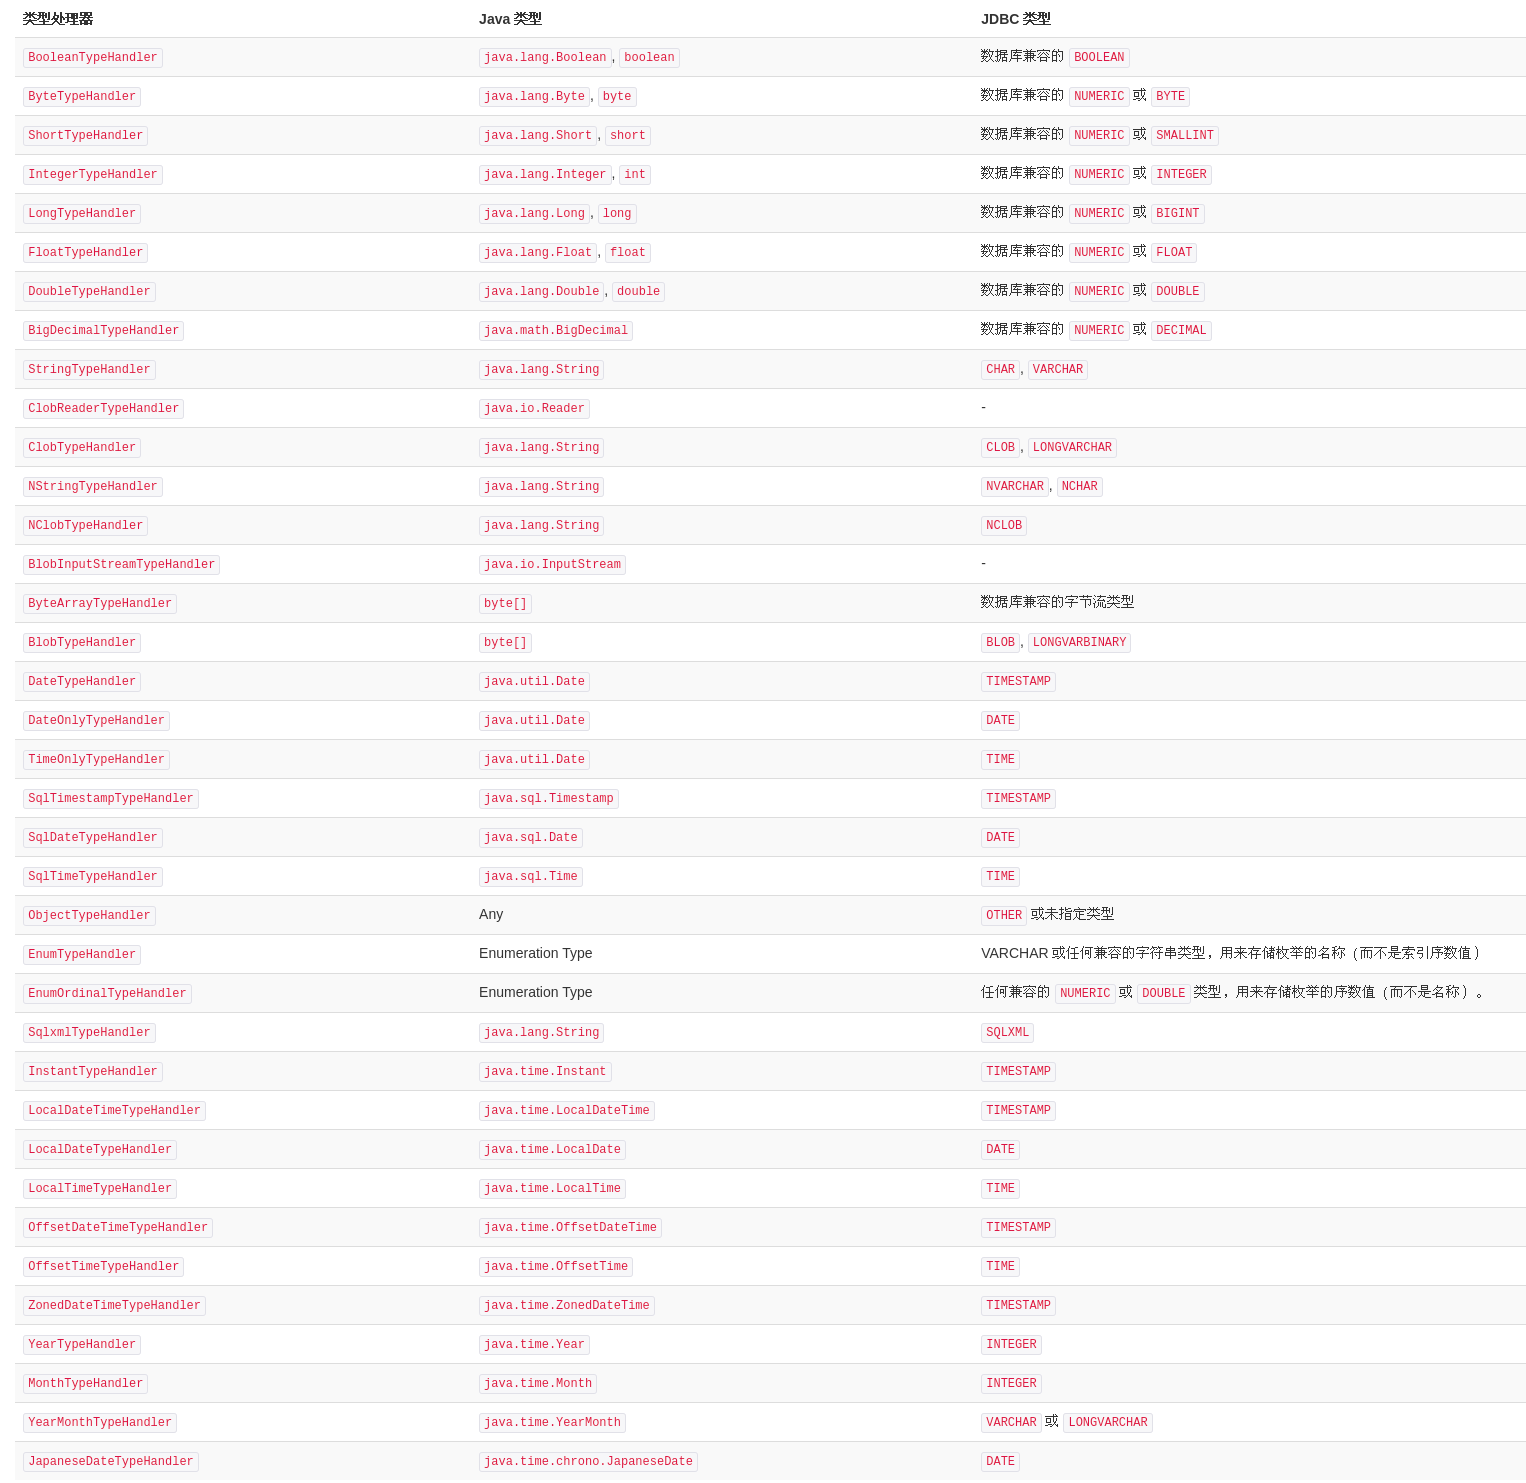 类型处理器 Java 类型 JDBC 类型
BooleanTypeHandler java.lang.Boolean, boolean 数据库兼容的 BOOLEAN
ByteTypeHandler java.lang.Byte, byte 数据库兼容的 NUMERIC 或 BYTE
ShortTypeHandler java.lang.Short, short 数据库兼容的 NUMERIC 或 SMALLINT
IntegerTypeHandler java.lang.Integer, int 数据库兼容的 NUMERIC 或 INTEGER
LongTypeHandler java.lang.Long, long 数据库兼容的 NUMERIC 或 BIGINT
FloatTypeHandler java.lang.Float, float 数据库兼容的 NUMERIC 或 FLOAT
DoubleTypeHandler java.lang.Double, double 数据库兼容的 NUMERIC 或 DOUBLE
BigDecimalTypeHandler java.math.BigDecimal 数据库兼容的 NUMERIC 或 DECIMAL
StringTypeHandler java.lang.String CHAR, VARCHAR
ClobReaderTypeHandler java.io.Reader -
ClobTypeHandler java.lang.String CLOB, LONGVARCHAR
NStringTypeHandler java.lang.String NVARCHAR, NCHAR
NClobTypeHandler java.lang.String NCLOB
BlobInputStreamTypeHandler java.io.InputStream -
ByteArrayTypeHandler byte[] 数据库兼容的字节流类型
BlobTypeHandler byte[] BLOB, LONGVARBINARY
DateTypeHandler java.util.Date TIMESTAMP
DateOnlyTypeHandler java.util.Date DATE
TimeOnlyTypeHandler java.util.Date TIME
SqlTimestampTypeHandler java.sql.Timestamp TIMESTAMP
SqlDateTypeHandler java.sql.Date DATE
SqlTimeTypeHandler java.sql.Time TIME
ObjectTypeHandler Any OTHER 或未指定类型
EnumTypeHandler Enumeration Type VARCHAR 或任何兼容的字符串类型，用来存储枚举的名称（而不是索引序数值）
EnumOrdinalTypeHandler Enumeration Type 任何兼容的 NUMERIC 或 DOUBLE 类型，用来存储枚举的序数值（而不是名称）。
SqlxmlTypeHandler java.lang.String SQLXML
InstantTypeHandler java.time.Instant TIMESTAMP
LocalDateTimeTypeHandler java.time.LocalDateTime TIMESTAMP
LocalDateTypeHandler java.time.LocalDate DATE
LocalTimeTypeHandler java.time.LocalTime TIME
OffsetDateTimeTypeHandler java.time.OffsetDateTime TIMESTAMP
OffsetTimeTypeHandler java.time.OffsetTime TIME
ZonedDateTimeTypeHandler java.time.ZonedDateTime TIMESTAMP
YearTypeHandler java.time.Year INTEGER
MonthTypeHandler java.time.Month INTEGER
YearMonthTypeHandler java.time.YearMonth VARCHAR 或 LONGVARCHAR
JapaneseDateTypeHandler java.time.chrono.JapaneseDate DATE